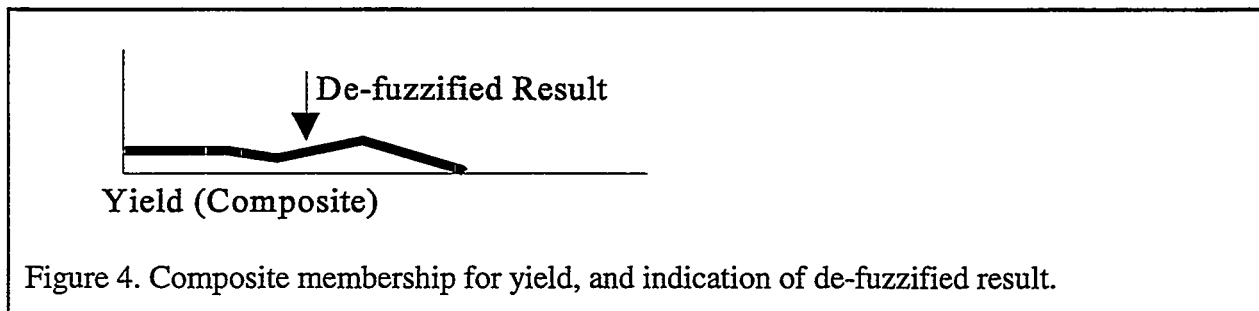 De-fuzzified Result
Yield (Composite)
Figure 4. Composite membership for yield, and indication of de-fuzzified result.